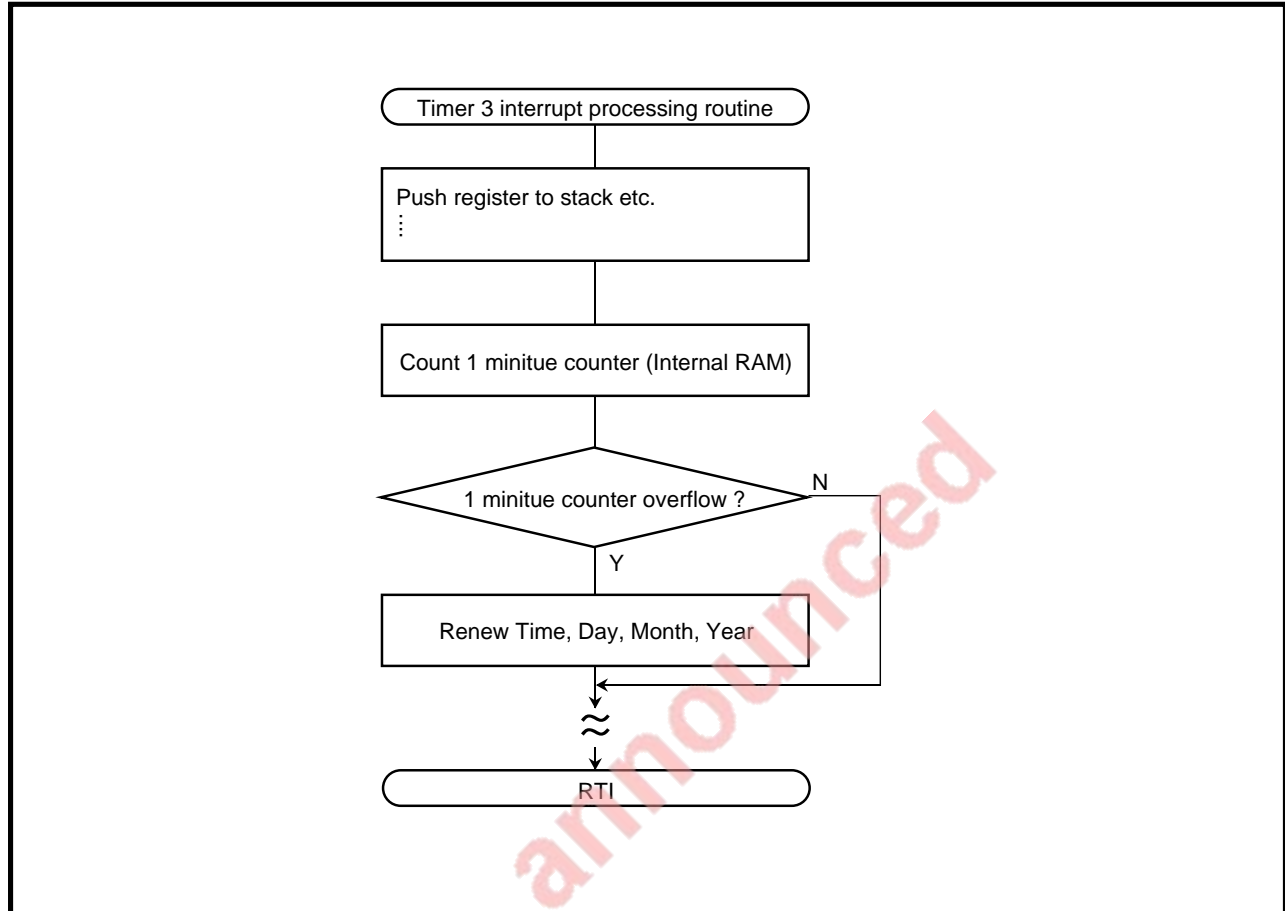 Timer 3 interrupt processing routine
Push register to stack etc.
⋮
Count 1 minitue counter (Internal RAM)
1 minitue counter overflow ?
N
Y
Renew Time, Day, Month, Year
RTI
announced